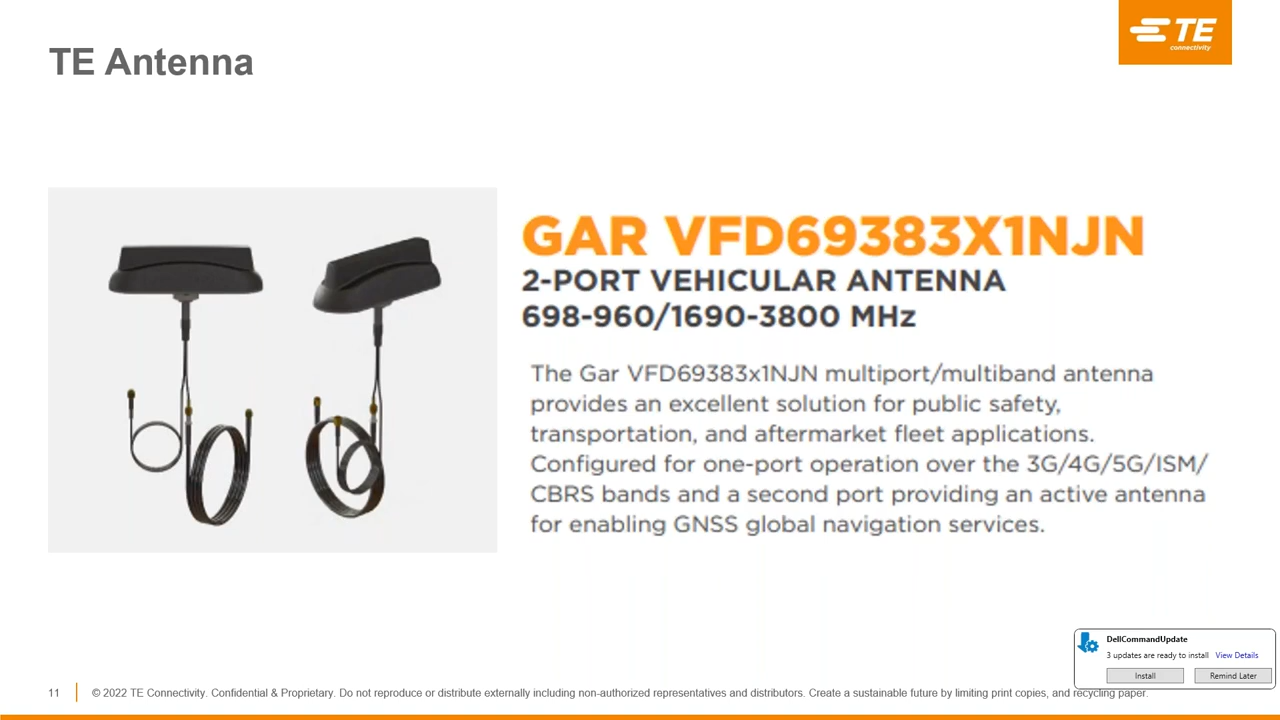 TE Antenna
TE
connectivity
GAR VFD69383X1NJN
2-PORT VEHICULAR ANTENNA
698-960/1690-3800 MHz
The Gar VFD69383x1NJN multiport/multiband antenna
provides an excellent solution for public safety,
transportation, and aftermarket fleet applications.
Configured for one-port operation over the 3G/4G/5G/ISM/
CBRS bands and a second port providing an active antenna
for enabling GNSS global navigation services.
DellCommandUpdate
3 updates are ready to install View Details
Install Remind Later
11 © 2022 TE Connectivity. Confidential & Proprietary. Do not reproduce or distribute externally including non-authorized representatives and distributors. Create a sustainable future by limiting print copies, and recycling paper.